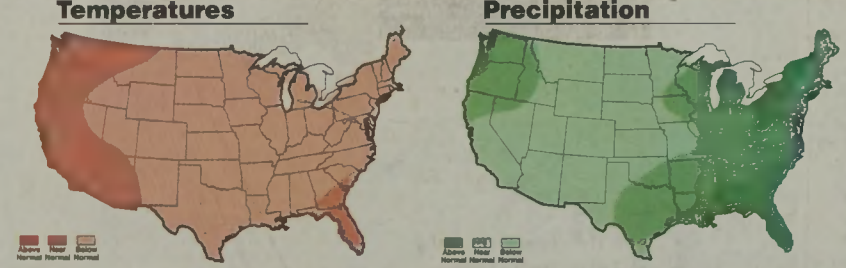 Temperatures
Precipitation
Above Normal
Near Normal
Below Normal
Above Normal
Near Normal
Below Normal